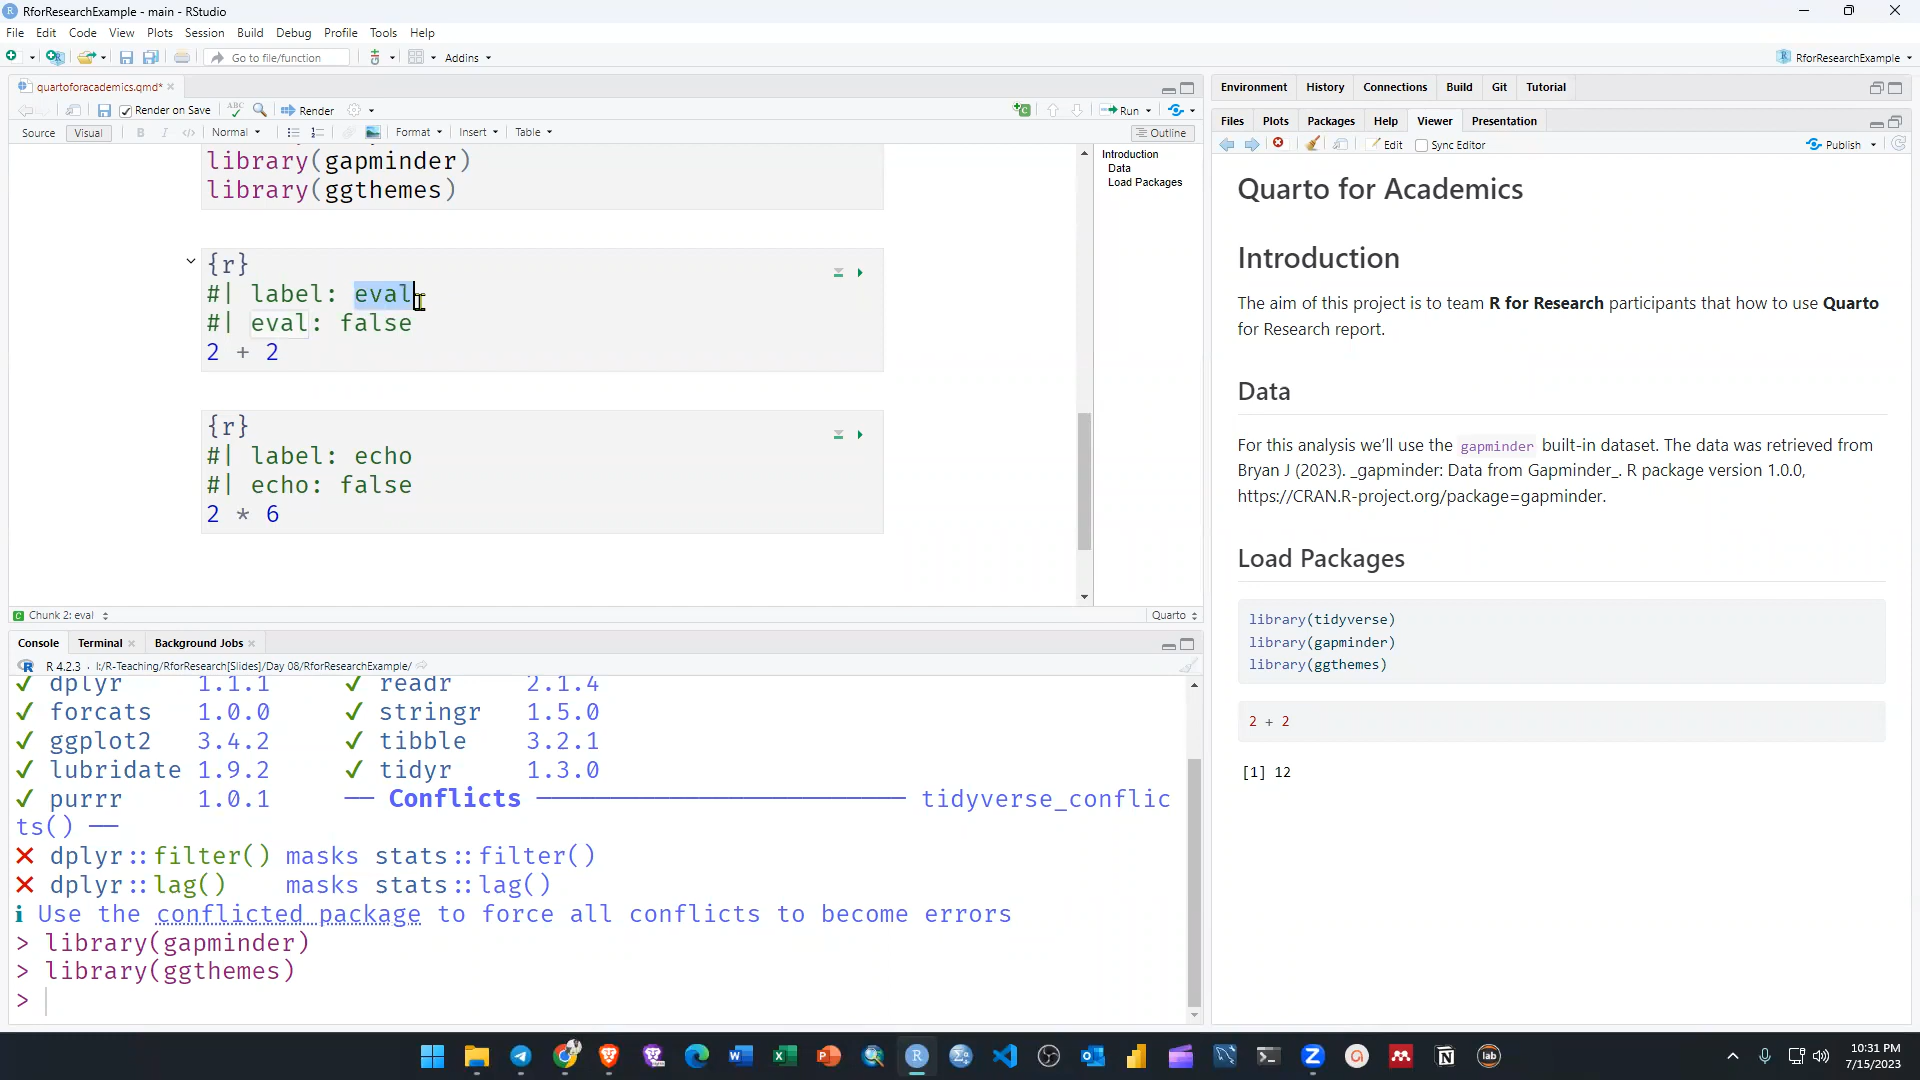 RforResearchExample - main - RStudio
File Edit Code View Plots Session Build Debug Profile Tools Help
Go to file/function Addins RforResearchExample
quartoforacademics.qmd*
Render on Save ABC Render Run
Source Visual B I </> Normal Format Insert Table Outline
library(gapminder)
library(ggthemes)
{r}
#| label: eval
#| eval: false
2 + 2
{r}
#| label: echo
#| echo: false
2 * 6
Introduction
Data
Load Packages
Chunk 2: eval Quarto
Console Terminal Background Jobs
R 4.2.3 · I:/R-Teaching/RforResearch[Slides]/Day 08/RforResearchExample/
✔ dplyr 1.1.1 ✔ readr 2.1.4
✔ forcats 1.0.0 ✔ stringr 1.5.0
✔ ggplot2 3.4.2 ✔ tibble 3.2.1
✔ lubridate 1.9.2 ✔ tidyr 1.3.0
✔ purrr 1.0.1 ── Conflicts ────────────────────────── tidyverse_conflic
ts() ──
✖ dplyr::filter() masks stats::filter()
✖ dplyr::lag() masks stats::lag()
ℹ Use the conflicted package to force all conflicts to become errors
> library(gapminder)
> library(ggthemes)
>
Environment History Connections Build Git Tutorial
Files Plots Packages Help Viewer Presentation
Edit Sync Editor Publish
Quarto for Academics
Introduction
The aim of this project is to team R for Research participants that how to use Quarto
for Research report.
Data
For this analysis we'll use the gapminder built-in dataset. The data was retrieved from
Bryan J (2023). _gapminder: Data from Gapminder_. R package version 1.0.0,
https://CRAN.R-project.org/package=gapminder.
Load Packages
library(tidyverse)
library(gapminder)
library(ggthemes)
2 + 2
[1] 12
lab
10:31 PM
7/15/2023